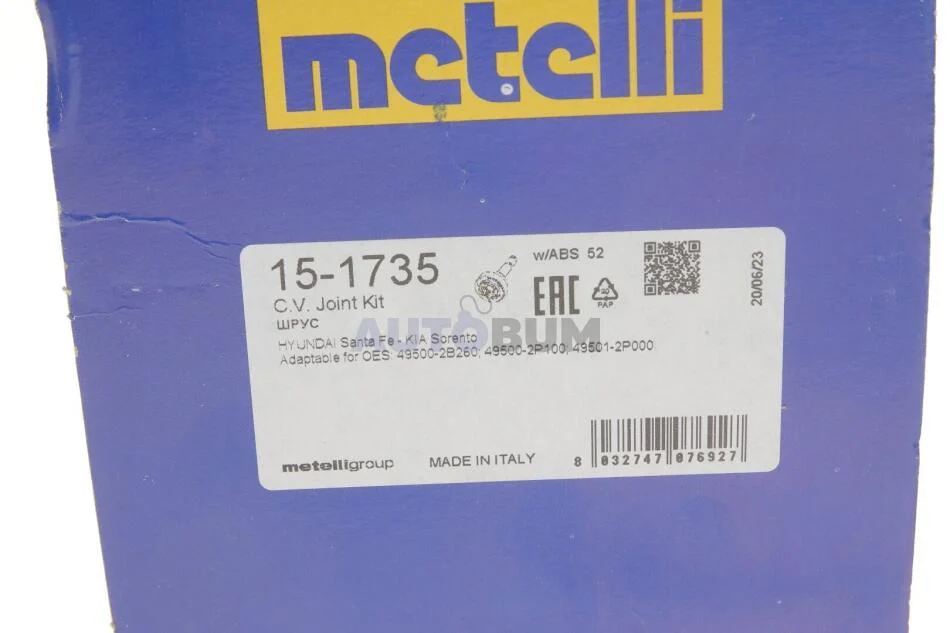 metelli
15-1735
w/ABS 52
C.V. Joint Kit
ШРУС
EAC
PAP
20/06/23
AUTOBUM
HYUNDAI Santa Fe - KIA Sorento
Adaptable for OES: 49500-2B260, 49500-2P100, 49501-2P000
metelligroup
MADE IN ITALY
8 032747 076927